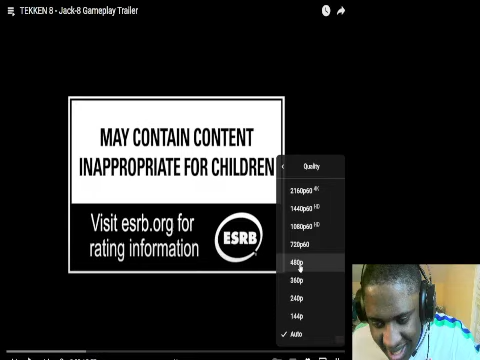 TEKKEN 8 - Jack-8 Gameplay Trailer
MAY CONTAIN CONTENT
INAPPROPRIATE FOR CHILDREN
Visit esrb.org for
rating information
ESRB
Quality
2160p60 4K
1440p60 HD
1080p60 HD
720p60
480p
360p
240p
144p
Auto